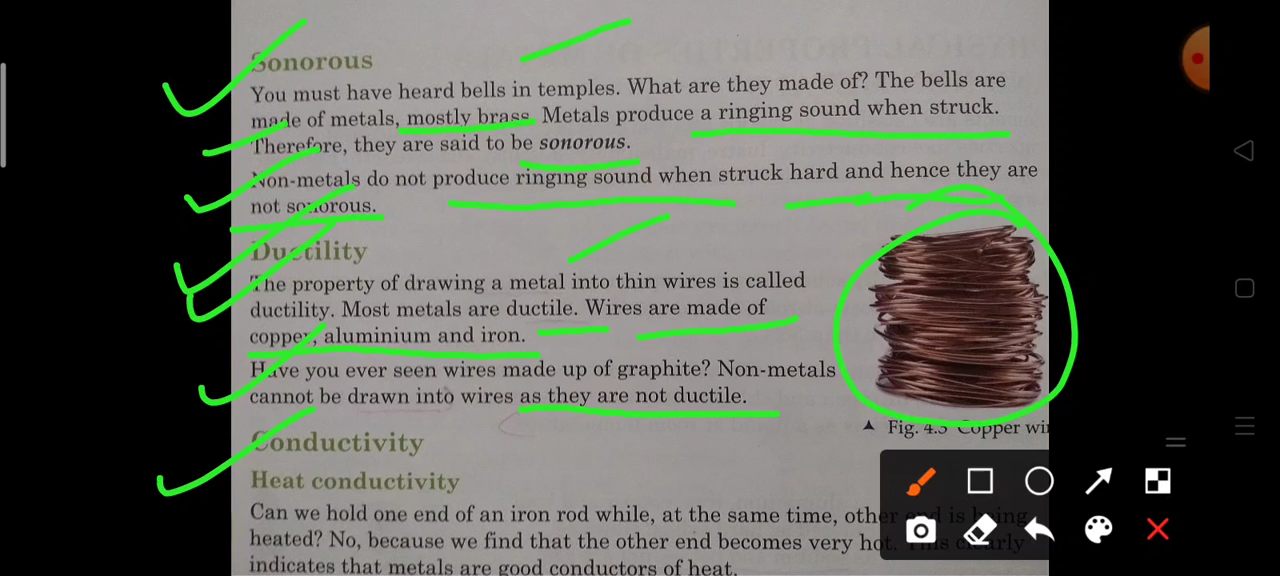 Sonorous
You must have heard bells in temples. What are they made of? The bells are
made of metals, mostly brass. Metals produce a ringing sound when struck.
Therefore, they are said to be sonorous.
Non-metals do not produce ringing sound when struck hard and hence they are
not sonorous.
Ductility
The property of drawing a metal into thin wires is called
ductility. Most metals are ductile. Wires are made of
copper, aluminium and iron.
Have you ever seen wires made up of graphite? Non-metals
cannot be drawn into wires as they are not ductile.
Fig. 4.3 Copper wi
Conductivity
Heat conductivity
Can we hold one end of an iron rod while, at the same time, other end is being
heated? No, because we find that the other end becomes very hot. This clearly
indicates that metals are good conductors of heat.